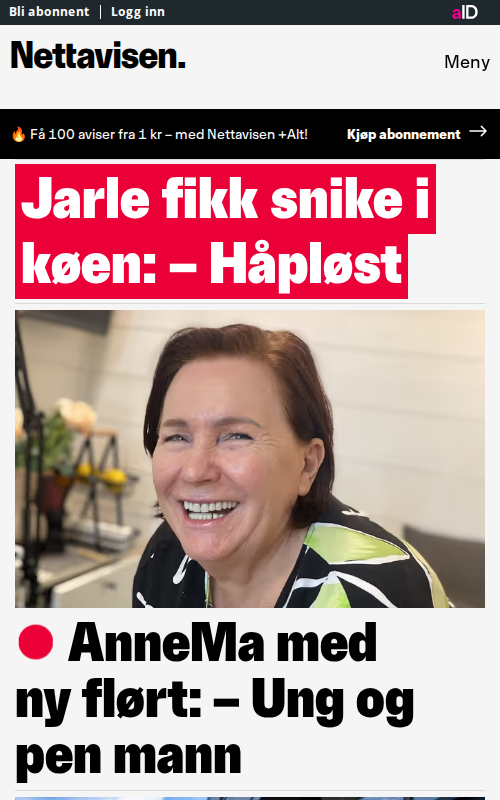 Bli abonnent | Logg inn
aID
Nettavisen.
Meny
🔥 Få 100 aviser fra 1 kr – med Nettavisen +Alt!
Kjøp abonnement →
Jarle fikk snike i
køen: – Håpløst
AnneMa med
ny flørt: – Ung og
pen mann